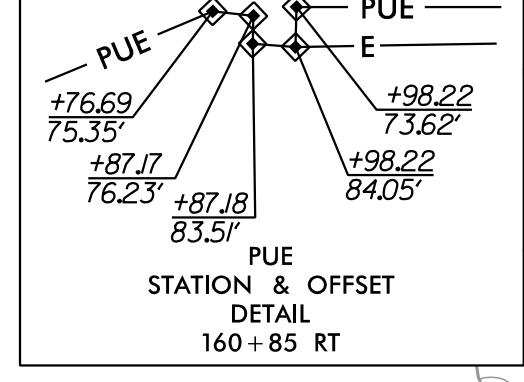 PUE
PUE
E
+76.69
75.35'
+98.22
73.62'
+87.17
76.23'
+98.22
84.05'
+87.18
83.51'
PUE
STATION & OFFSET
DETAIL
160+85 RT